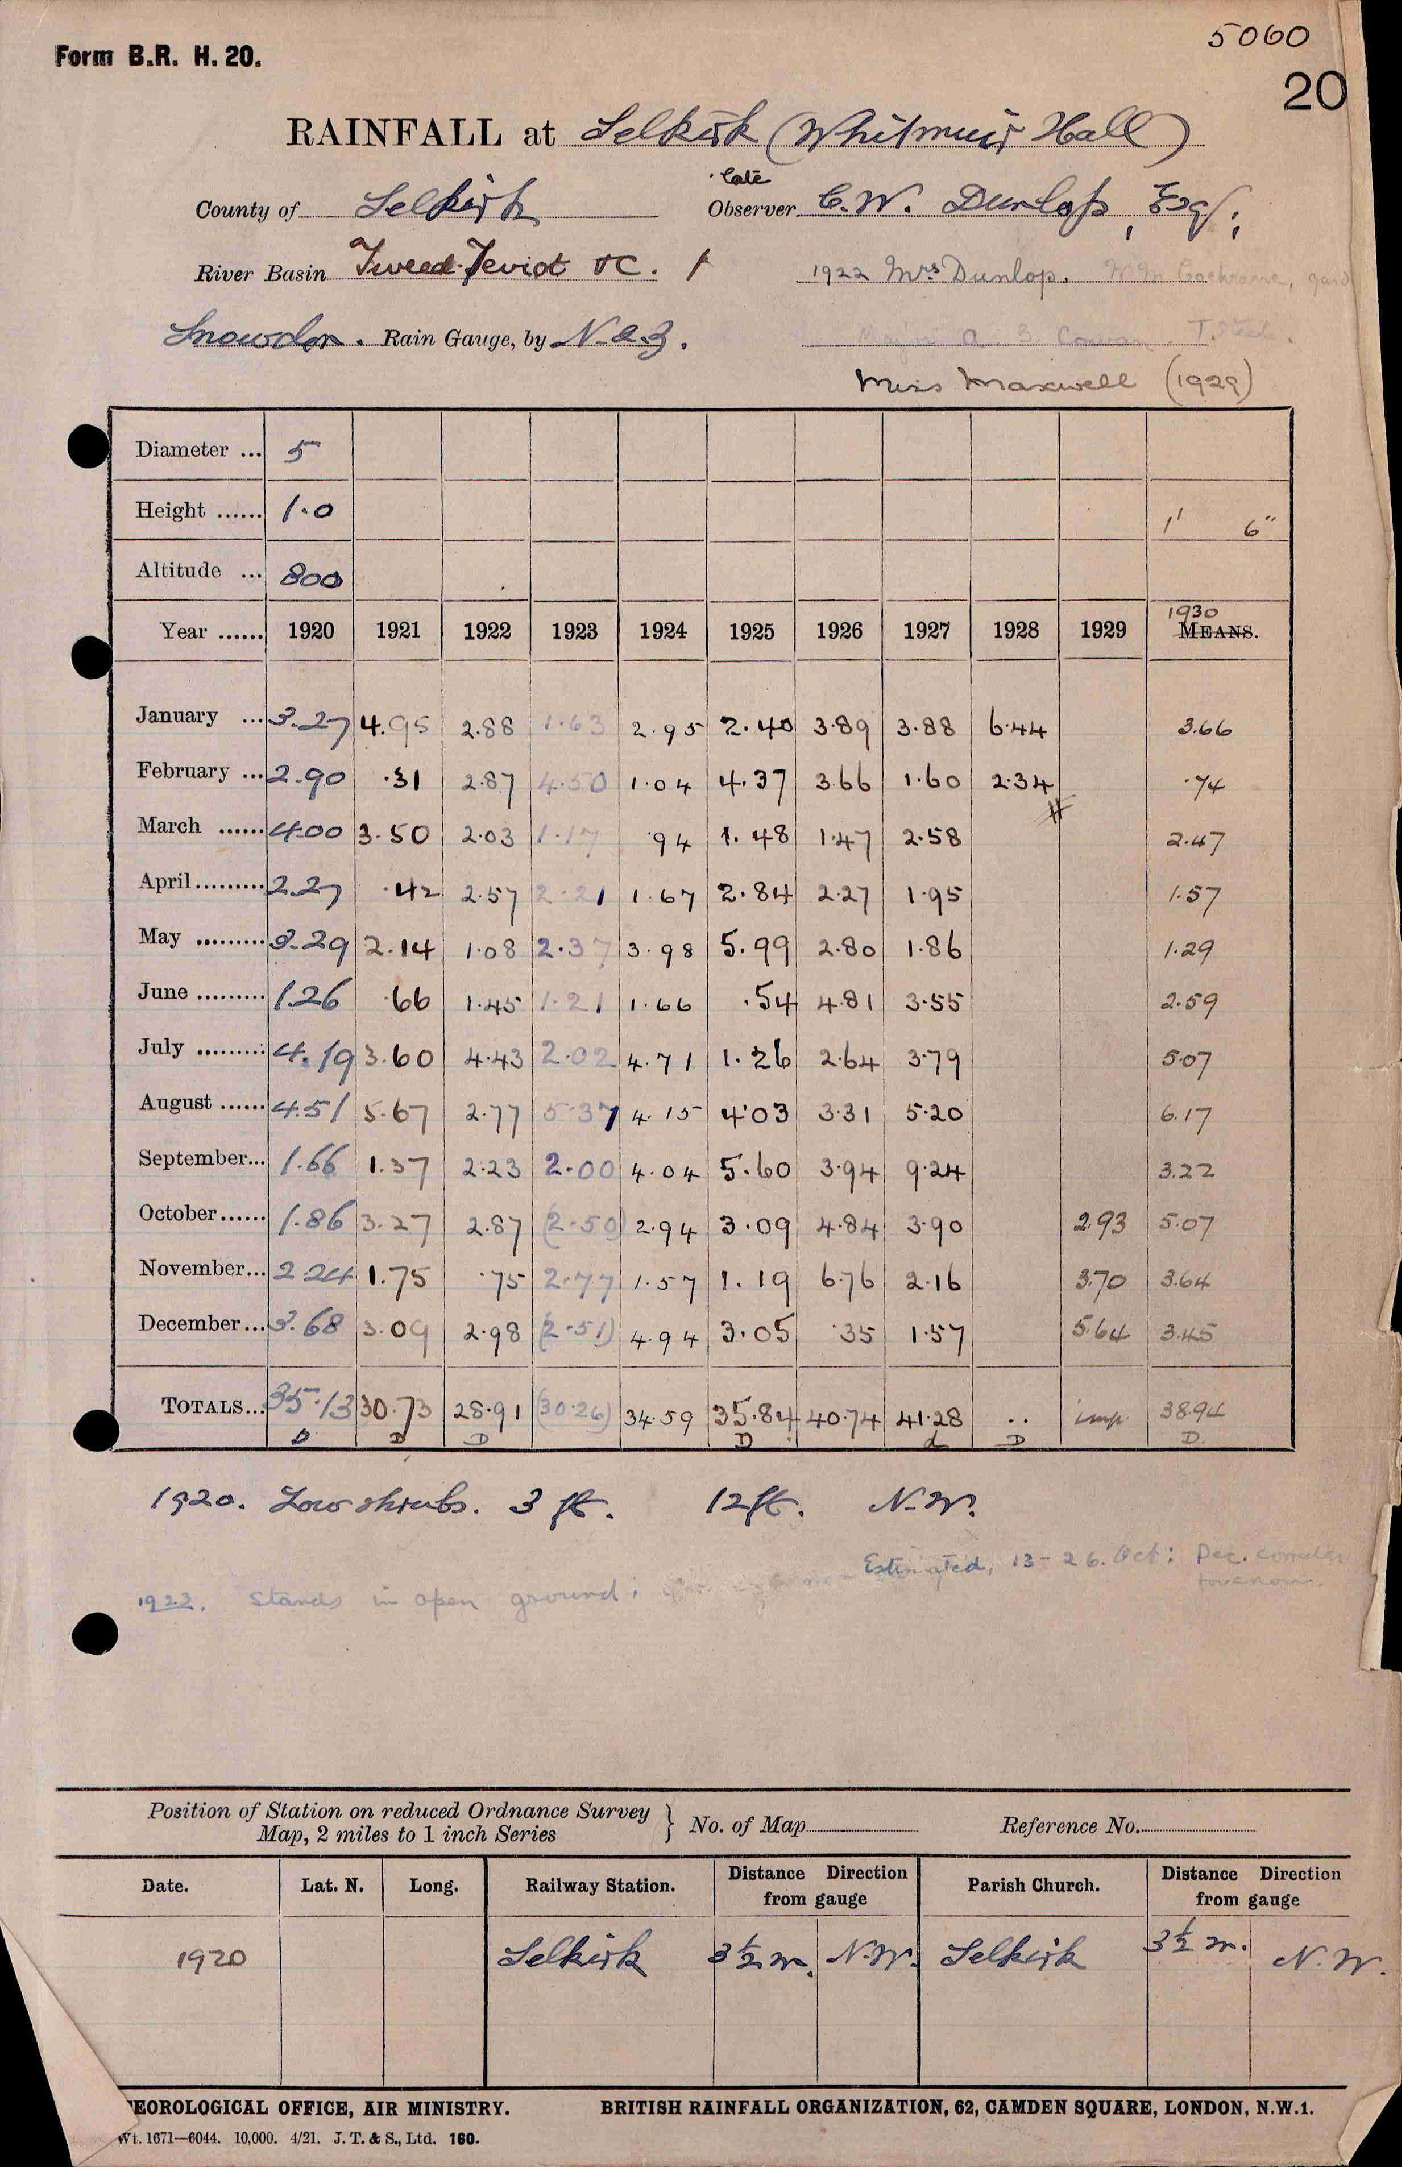 5060
Form B.R. H. 20.
20
RAINFALL at Selkirk (Whitmuir Hall)
late
County of Selkirk Observer C. W. Dunlop, Esq;
River Basin Tweed. Teviot &C. 1922 Mrs Dunlop. Cochrane,
Snowdon. Rain Gauge, by N. & Z. Cowan
Miss Maxwell (1929)
Diameter ... 5
Height ...... 1.0 1' 6"
Altitude ... 800
1930
Year ...... 1920 1921 1922 1923 1924 1925 1926 1927 1928 1929 MEANS.
January ... 3.27 4.95 2.88 1.63 2.95 2.40 3.89 3.88 6.44 3.66
February ... 2.90 .31 2.87 4.50 1.04 4.37 3.66 1.60 2.34 .74
March ...... 4.00 3.50 2.03 1.17 94 1.48 1.47 2.58 2.47
April ......... 2.27 .42 2.57 2.21 1.67 2.84 2.27 1.95 1.57
May ......... 3.29 2.14 1.08 2.37 3.98 5.99 2.80 1.86 1.29
June ......... 1.26 .66 1.45 1.21 1.66 .54 4.81 3.55 2.59
July ......... 4.19 3.60 4.43 2.02 4.71 1.26 2.64 3.79 5.07
August ...... 4.51 5.67 2.77 5.37 4.15 4.03 3.31 5.20 6.17
September... 1.66 1.37 2.23 2.00 4.04 5.60 3.94 9.24 3.22
October ...... 1.86 3.27 2.87 (2.50) 2.94 3.09 4.84 3.90 2.93 5.07
November... 2.24 1.75 .75 2.77 1.57 1.19 6.76 2.16 3.70 3.64
December ... 3.68 3.09 2.98 (2.51) 4.94 3.05 .35 1.57 5.64 3.45
TOTALS... 35.13 30.73 28.91 (30.26) 34.59 35.84 40.74 41.28 .. imp. 38.94
D D D D d D D.
1920. Low shrubs. 3 ft. 12 ft. N.W.
Estimated, 13-26. Oct: Dec.
1923. Stands in open ground;
Position of Station on reduced Ordnance Survey Map, 2 miles to 1 inch Series } No. of Map Reference No.
Date. Lat. N. Long. Railway Station. Distance Direction from gauge Parish Church. Distance Direction from gauge
1920 Selkirk 3½ m. N.W. Selkirk 3½ m. N.W.
EOROLOGICAL OFFICE, AIR MINISTRY. BRITISH RAINFALL ORGANIZATION, 62, CAMDEN SQUARE, LONDON, N.W.1.
Wt. 1671—6044. 10,000. 4/21. J. T. & S., Ltd. 160.